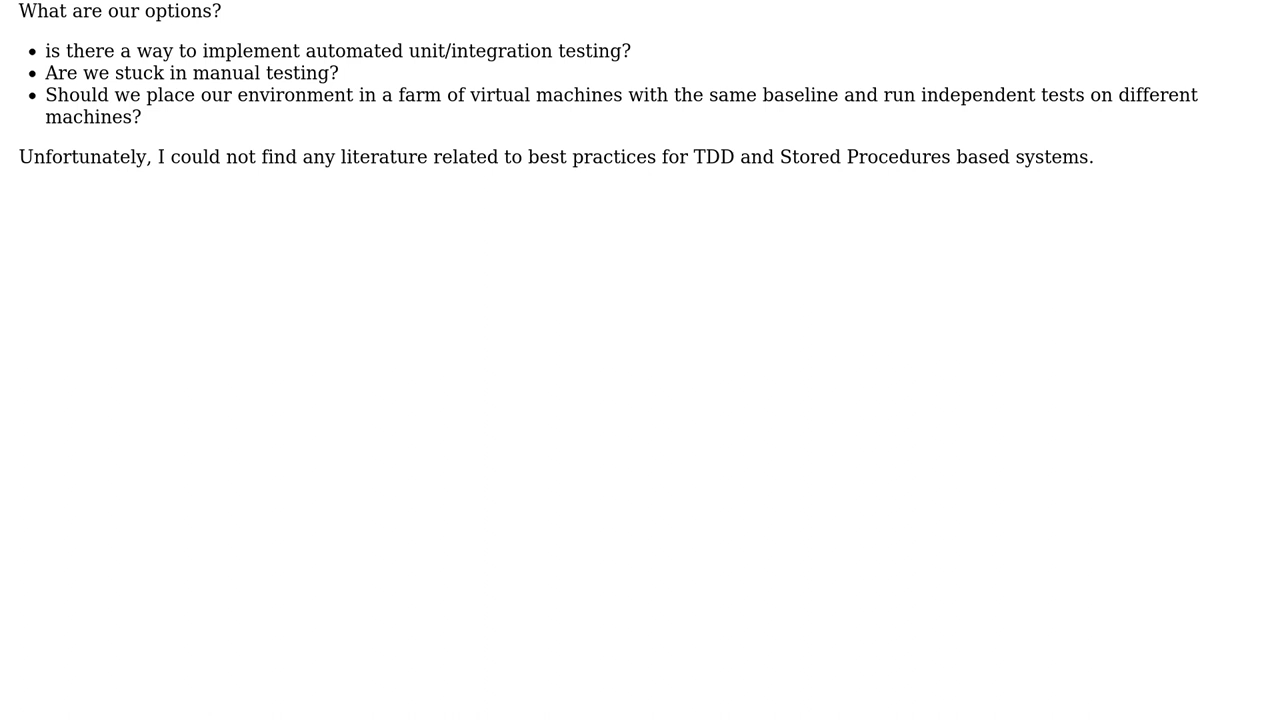 What are our options?
is there a way to implement automated unit/integration testing?
Are we stuck in manual testing?
Should we place our environment in a farm of virtual machines with the same baseline and run independent tests on different
machines?
Unfortunately, I could not find any literature related to best practices for TDD and Stored Procedures based systems.